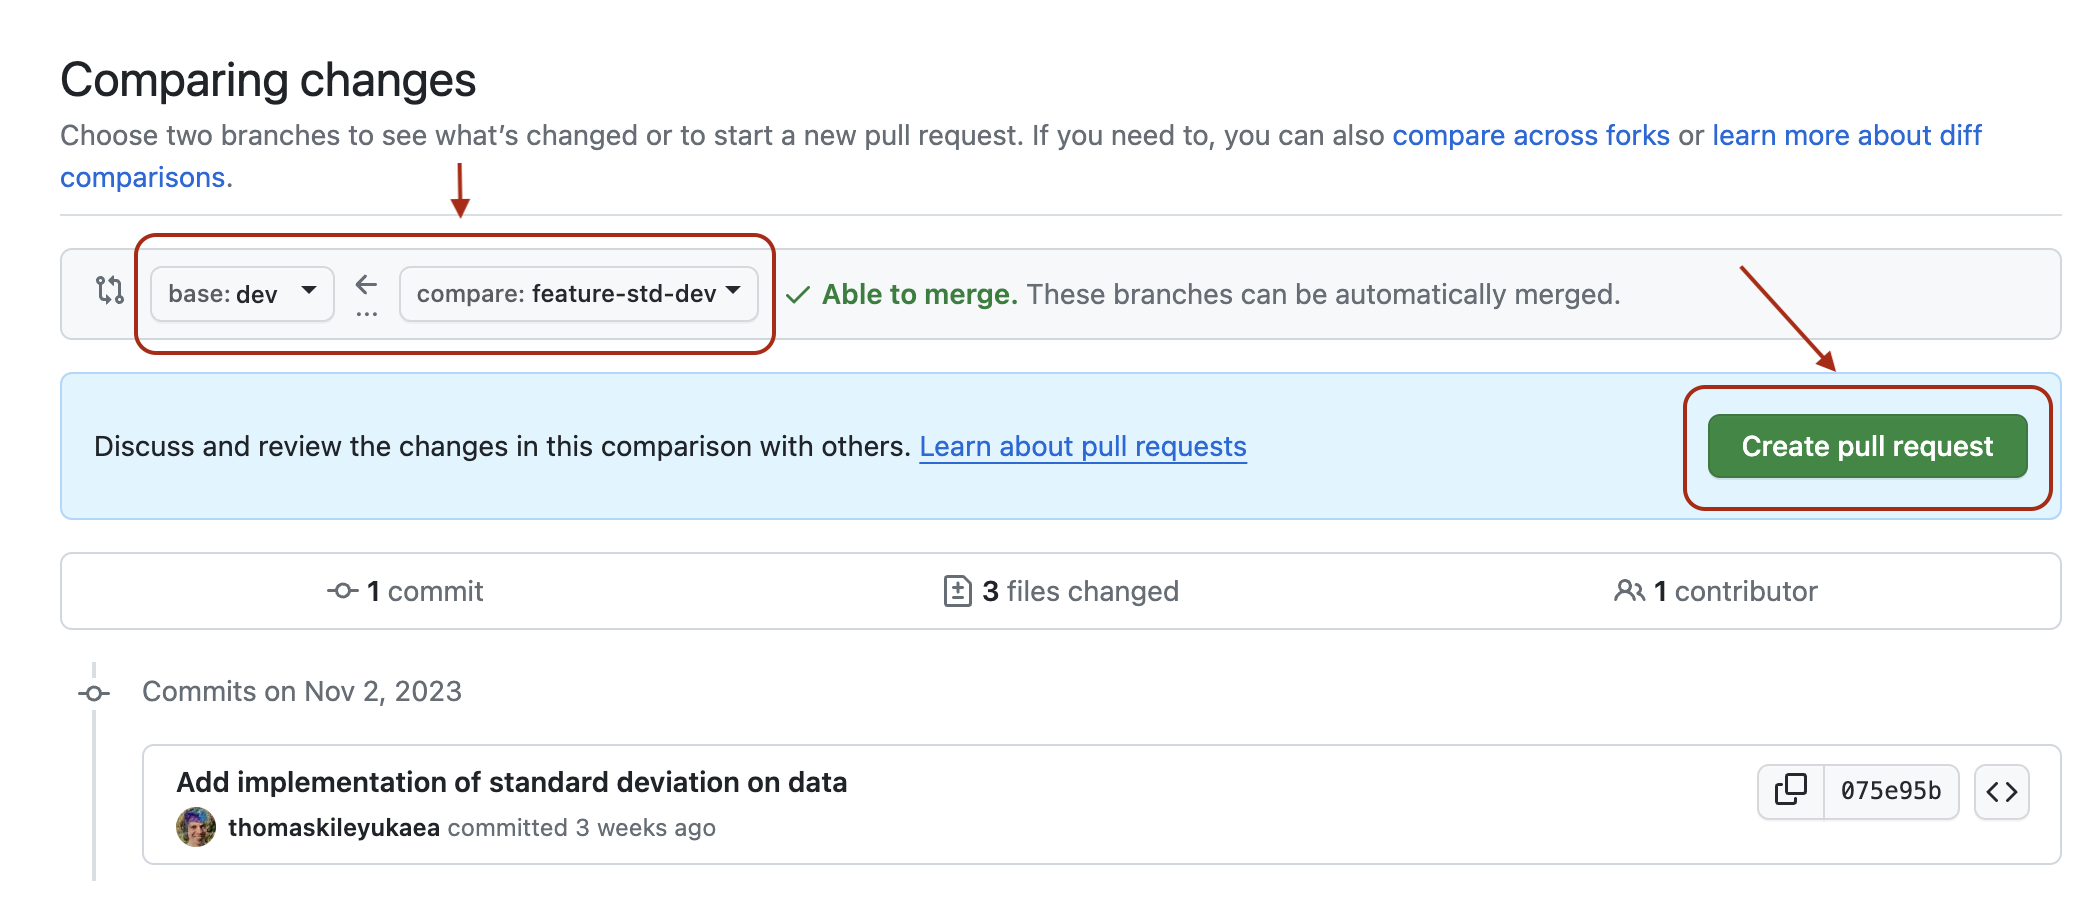 Comparing changes
Choose two branches to see what’s changed or to start a new pull request. If you need to, you can also compare across forks or learn more about diff
comparisons.
base: dev ... compare: feature-std-dev Able to merge. These branches can be automatically merged.
Discuss and review the changes in this comparison with others. Learn about pull requests Create pull request
1 commit 3 files changed 1 contributor
Commits on Nov 2, 2023
Add implementation of standard deviation on data
075e95b
thomaskileyukaea committed 3 weeks ago